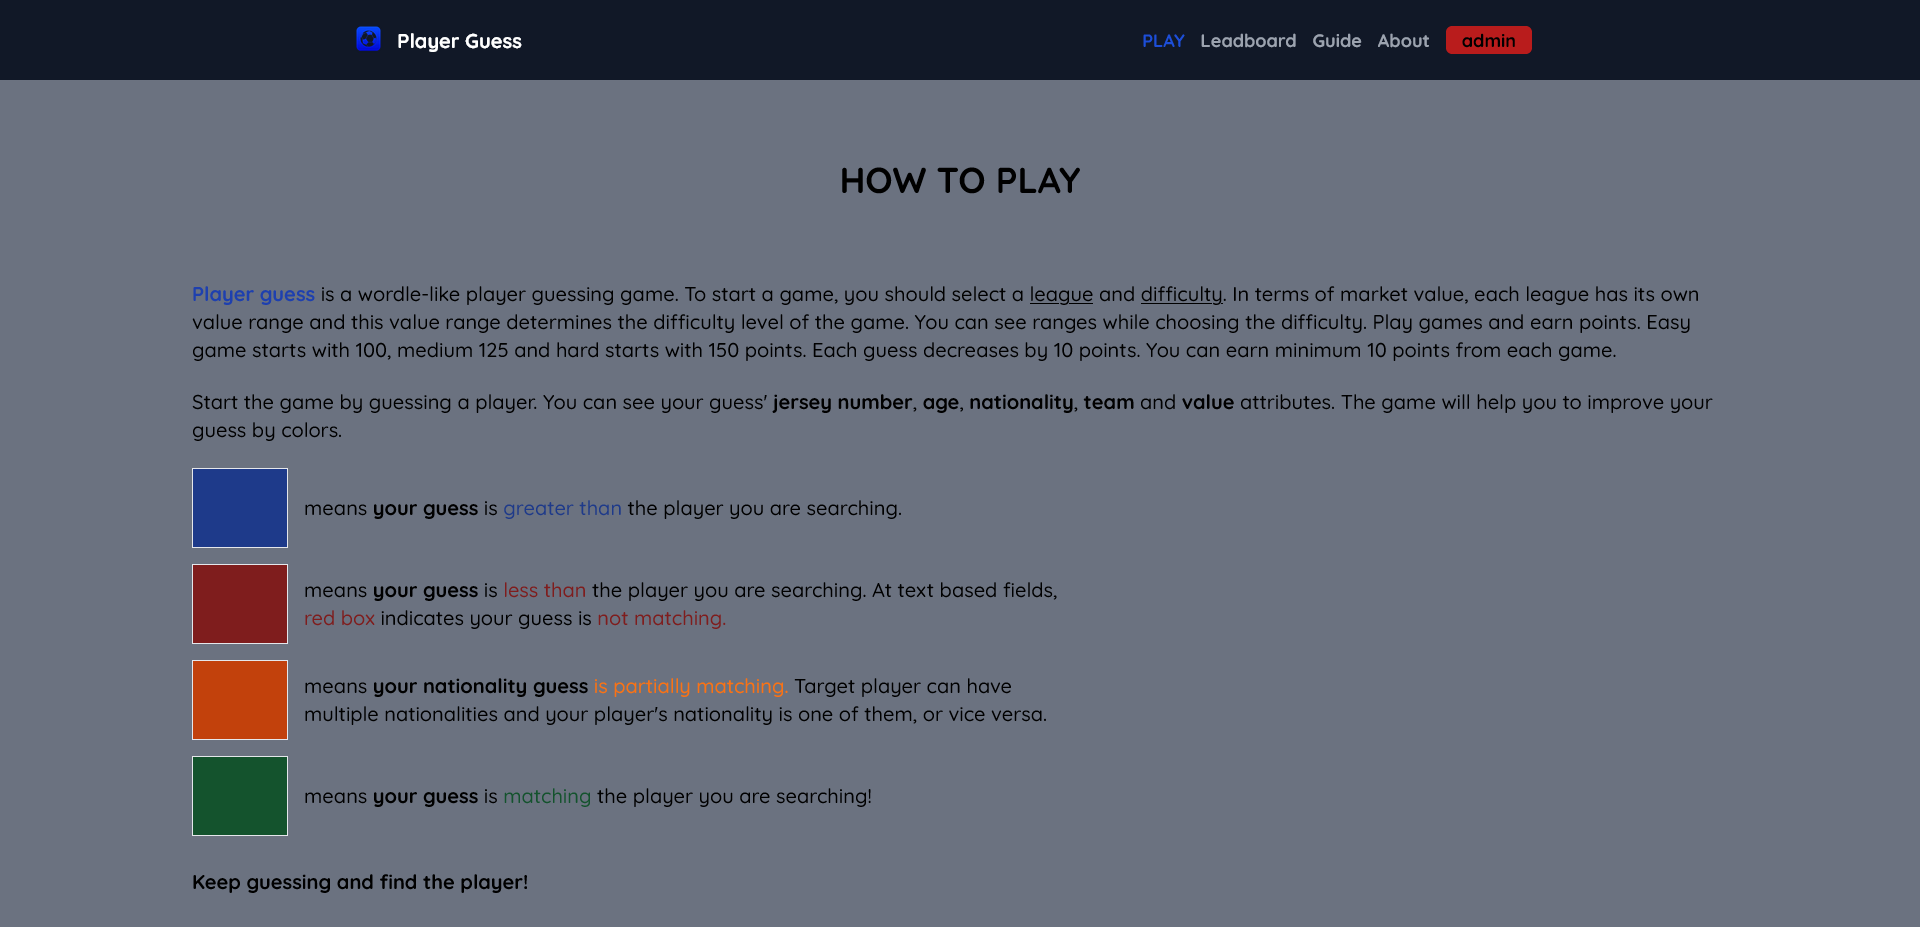 Player Guess
PLAY Leadboard Guide About admin
HOW TO PLAY
Player guess is a wordle-like player guessing game. To start a game, you should select a league and difficulty. In terms of market value, each league has its own
value range and this value range determines the difficulty level of the game. You can see ranges while choosing the difficulty. Play games and earn points. Easy
game starts with 100, medium 125 and hard starts with 150 points. Each guess decreases by 10 points. You can earn minimum 10 points from each game.
Start the game by guessing a player. You can see your guess' jersey number, age, nationality, team and value attributes. The game will help you to improve your
guess by colors.
means your guess is greater than the player you are searching.
means your guess is less than the player you are searching. At text based fields,
red box indicates your guess is not matching.
means your nationality guess is partially matching. Target player can have
multiple nationalities and your player's nationality is one of them, or vice versa.
means your guess is matching the player you are searching!
Keep guessing and find the player!